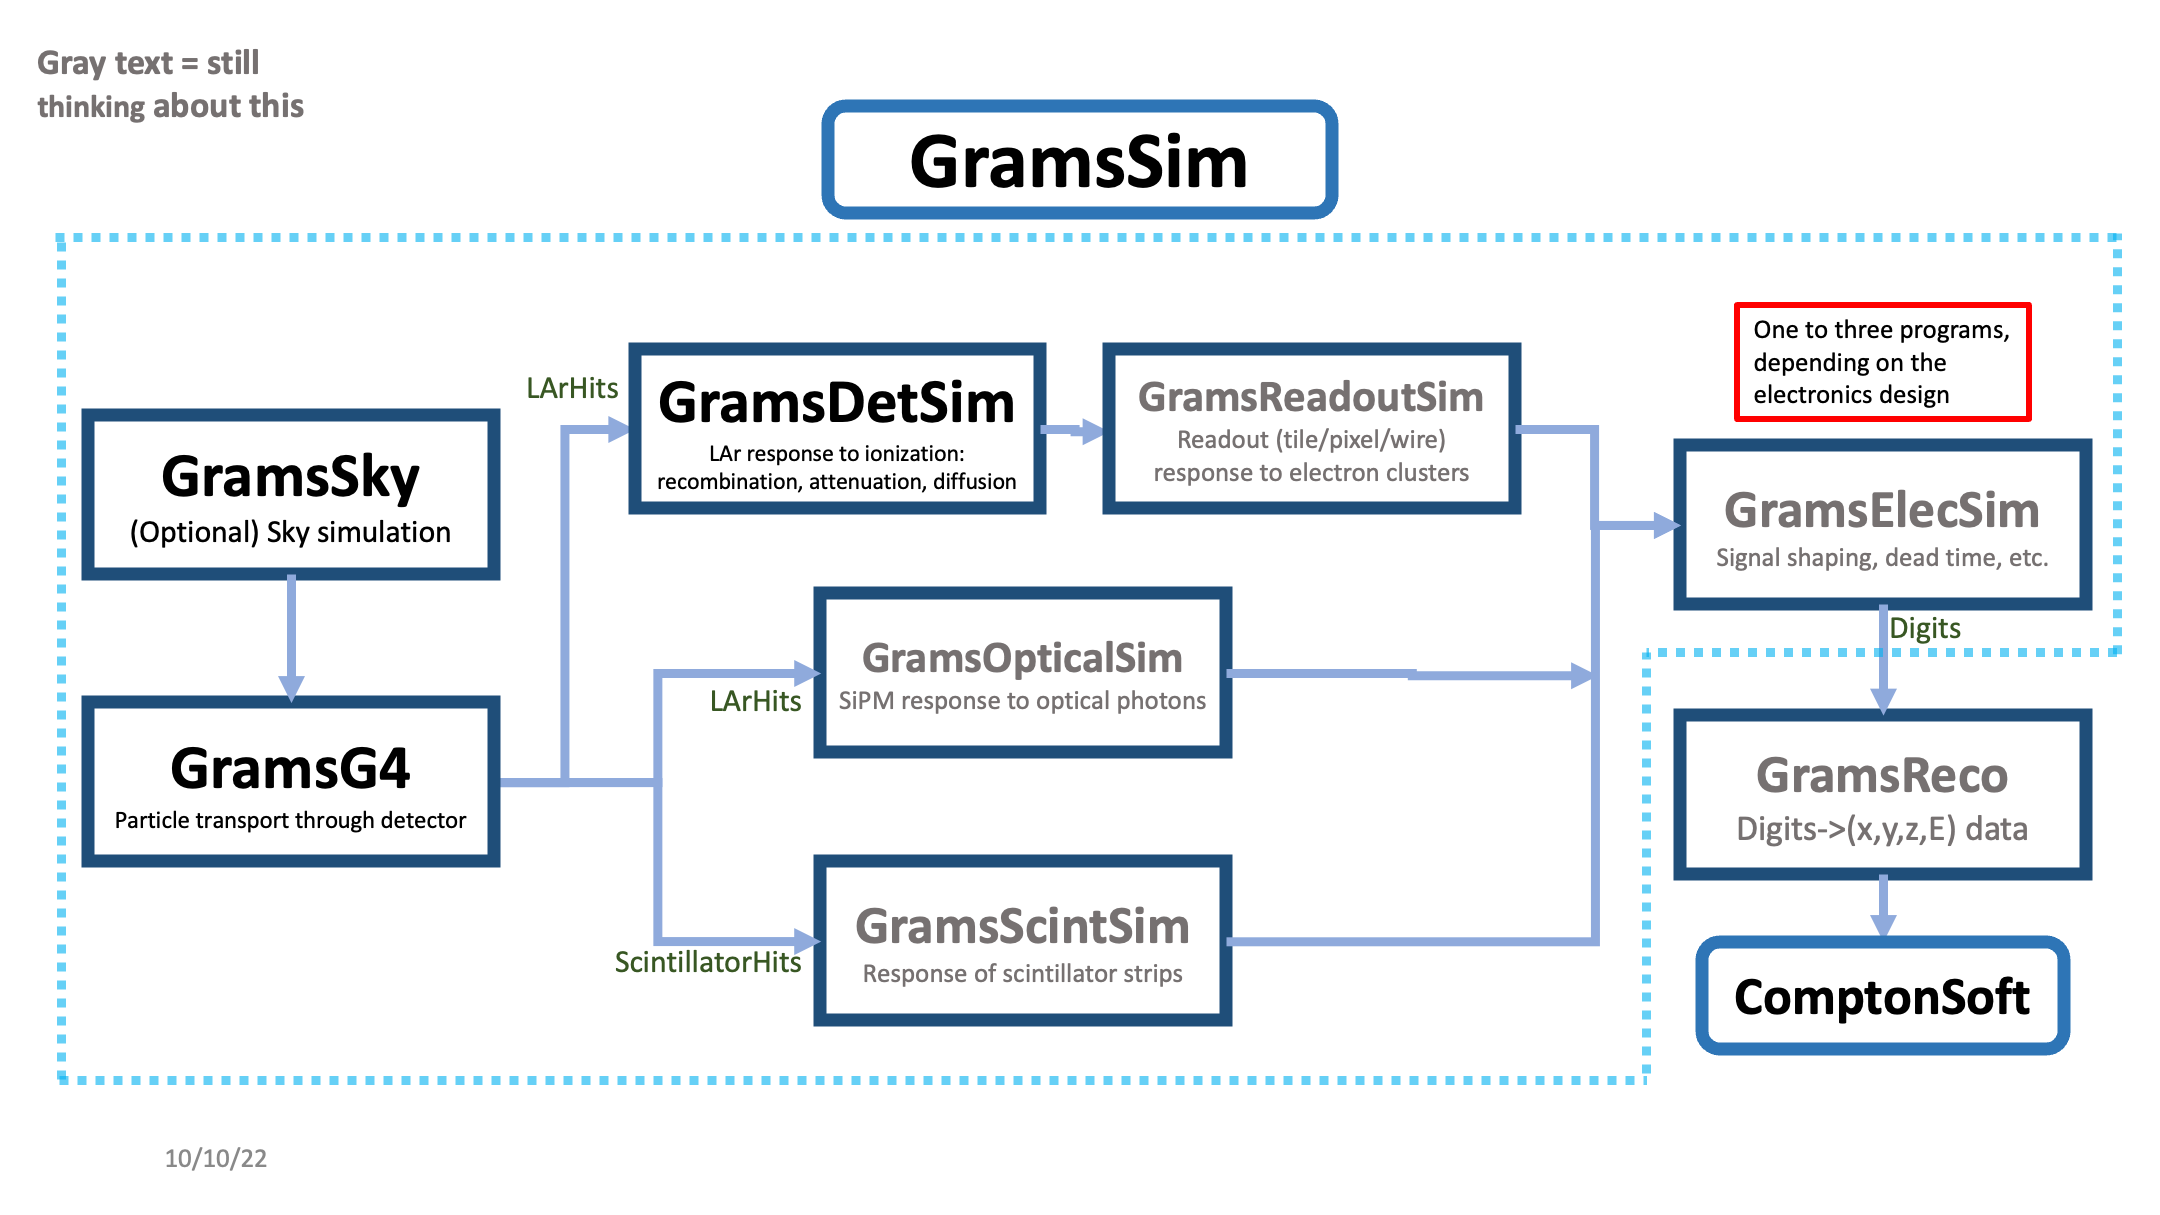 Gray text = still
thinking about this
GramsSim
One to three programs,
depending on the
electronics design
LArHits
GramsDetSim
LAr response to ionization:
recombination, attenuation, diffusion
GramsReadoutSim
Readout (tile/pixel/wire)
response to electron clusters
GramsSky
(Optional) Sky simulation
GramsElecSim
Signal shaping, dead time, etc.
Digits
GramsOpticalSim
SiPM response to optical photons
LArHits
GramsG4
Particle transport through detector
GramsReco
Digits->(x,y,z,E) data
GramsScintSim
Response of scintillator strips
ScintillatorHits
ComptonSoft
10/10/22